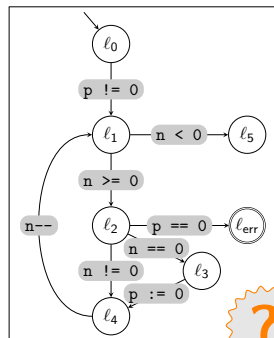 ℓ0
p != 0
ℓ1
n < 0
ℓ5
n >= 0
ℓ2
p == 0
ℓerr
n == 0
n--
n != 0
ℓ3
p := 0
ℓ4
?